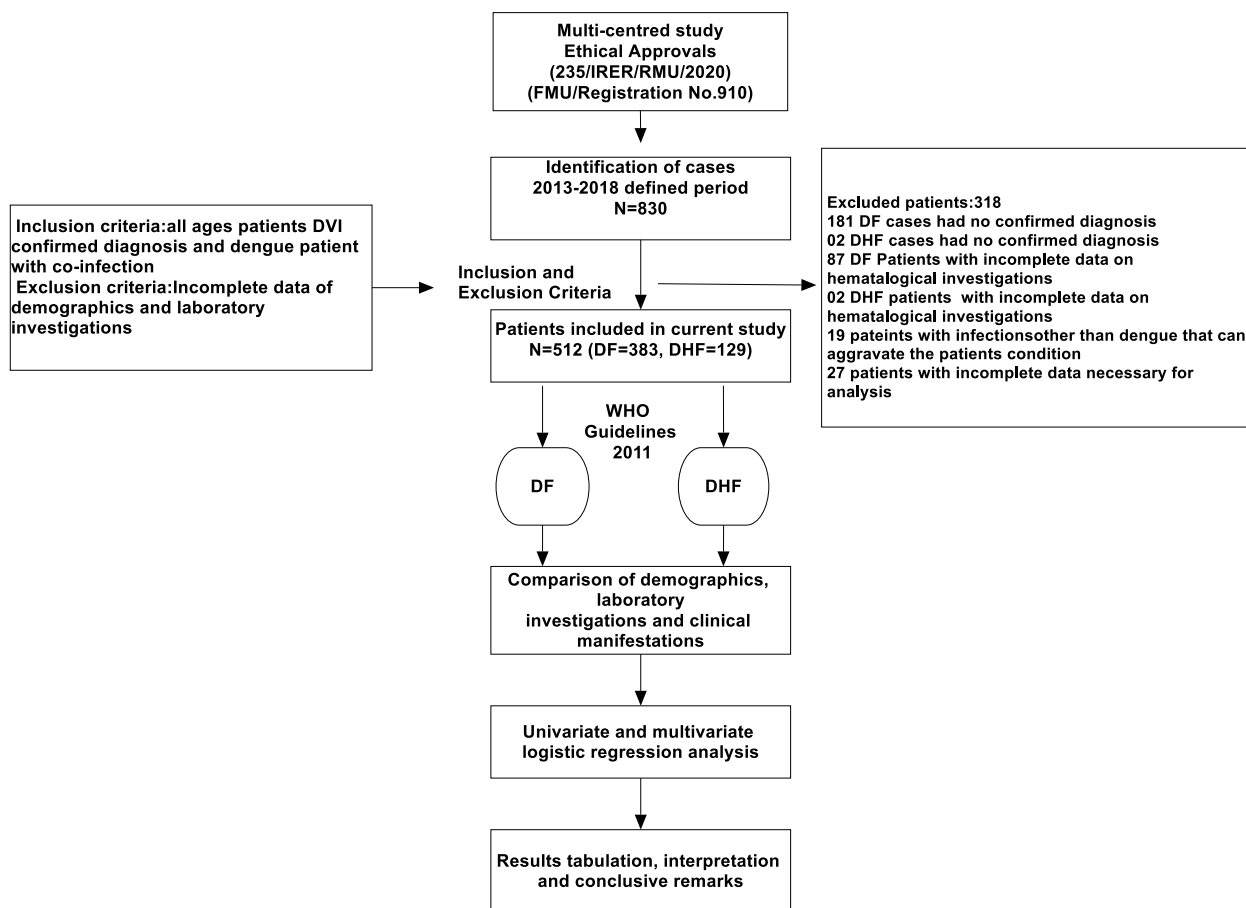 Multi-centred study
Ethical Approvals
(235/IRER/RMU/2020)
(FMU/Registration No.910)
Identification of cases
2013-2018 defined period
N=830
Inclusion criteria:all ages patients DVI
confirmed diagnosis and dengue patient
with co-infection
Exclusion criteria:Incomplete data of
demographics and laboratory
investigations
Inclusion and
Exclusion Criteria
Excluded patients:318
181 DF cases had no confirmed diagnosis
02 DHF cases had no confirmed diagnosis
87 DF Patients with incomplete data on
hematalogical investigations
02 DHF patients with incomplete data on
hematalogical investigations
19 pateints with infectionsother than dengue that can
aggravate the patients condition
27 patients with incomplete data necessary for
analysis
Patients included in current study
N=512 (DF=383, DHF=129)
WHO
Guidelines
2011
DF
DHF
Comparison of demographics,
laboratory
investigations and clinical
manifestations
Univariate and multivariate
logistic regression analysis
Results tabulation, interpretation
and conclusive remarks